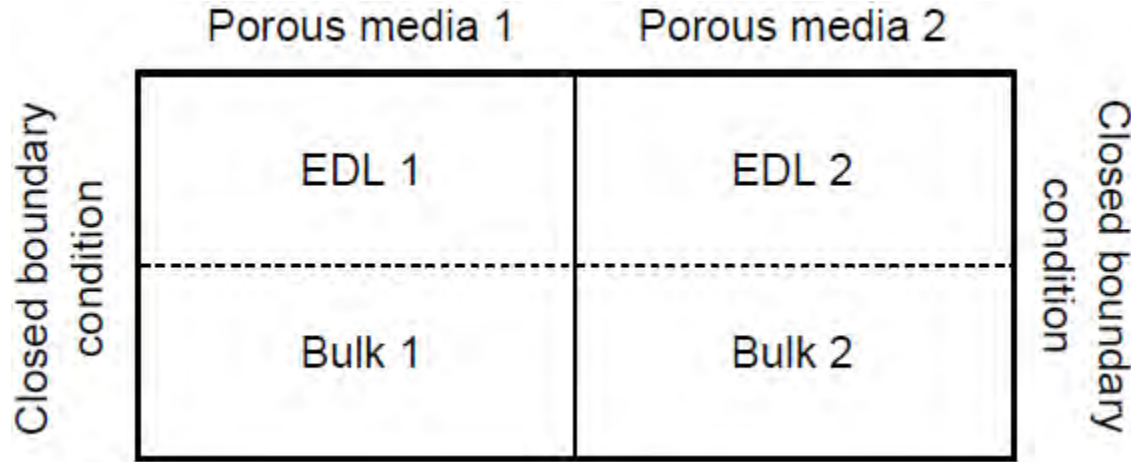 Porous media 1
Porous media 2
Closed boundary
condition
EDL 1
EDL 2
Bulk 1
Bulk 2
Closed boundary
condition